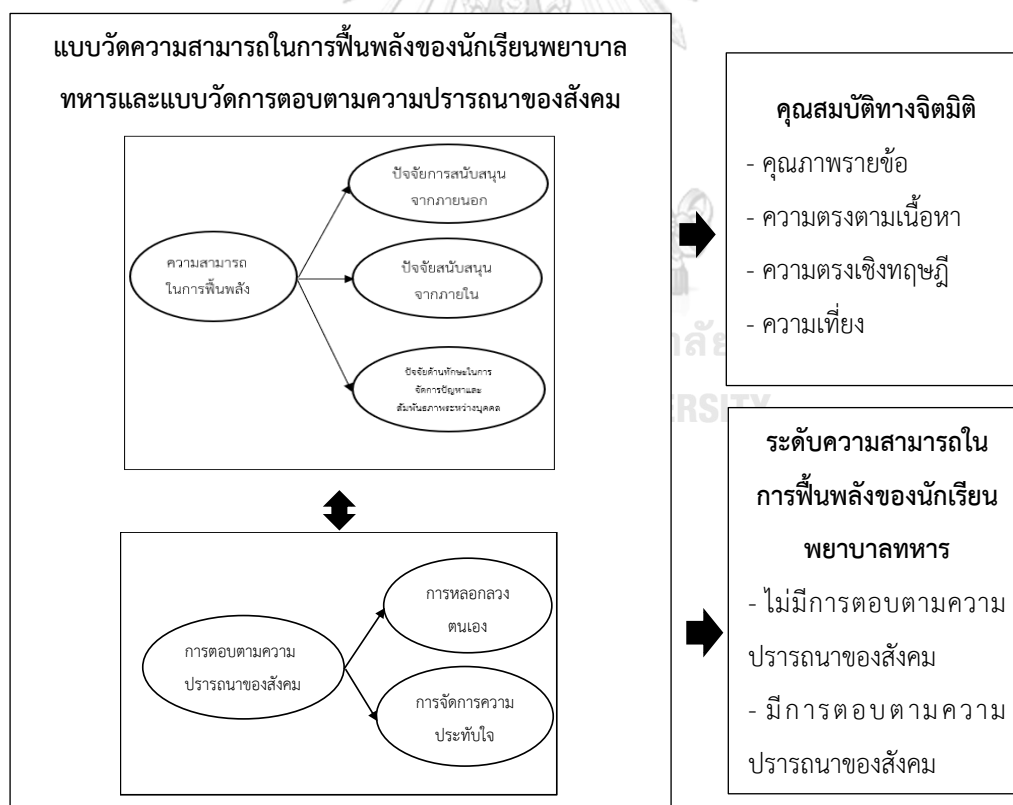 แบบวัดความสามารถในการฟื้นพลังของนักเรียนพยาบาล
ทหารและแบบวัดการตอบตามความปรารถนาของสังคม
ปัจจัยการสนับสนุน
จากภายนอก
ความสามารถ
ในการฟื้นพลัง
ปัจจัยสนับสนุน
จากภายใน
ปัจจัยด้านทักษะในการ
จัดการปัญหาและ
สัมพันธภาพระหว่างบุคคล
การตอบตามความ
ปรารถนาของสังคม
การหลอกลวง
ตนเอง
การจัดการความ
ประทับใจ
คุณสมบัติทางจิตมิติ
- คุณภาพรายข้อ
- ความตรงตามเนื้อหา
- ความตรงเชิงทฤษฎี
- ความเที่ยง
ระดับความสามารถใน
การฟื้นพลังของนักเรียน
พยาบาลทหาร
- ไม่มีการตอบตามความ
ปรารถนาของสังคม
- มีการตอบตามความ
ปรารถนาของสังคม